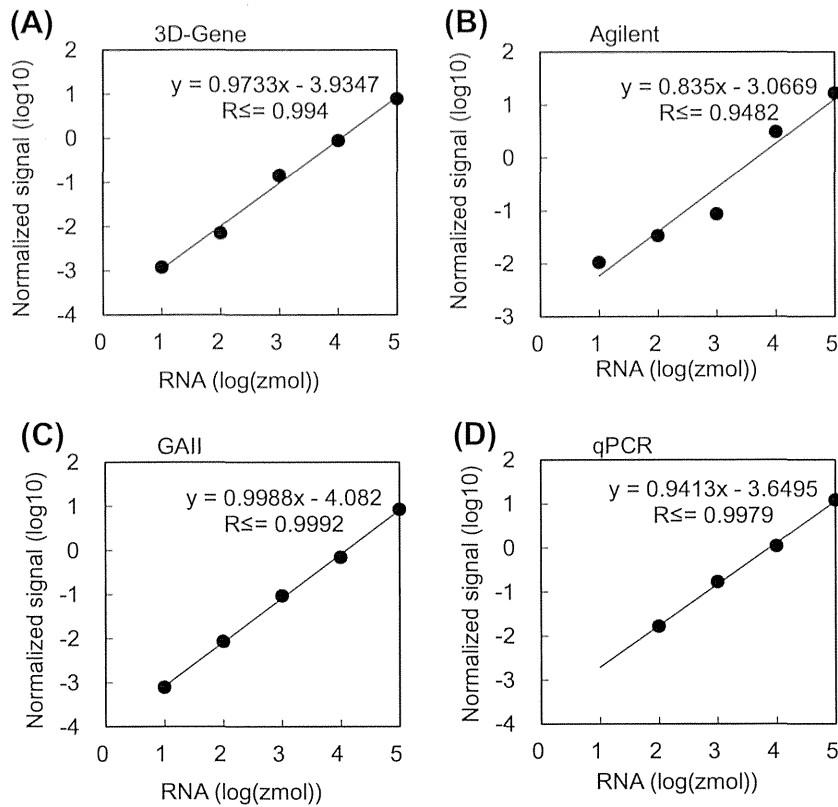 (A)
3D-Gene
y = 0.9733x - 3.9347
R≤= 0.994
Normalized signal (log10)
2
1
0
-1
-2
-3
-4
0 1 2 3 4 5
RNA (log(zmol))
(B)
Agilent
y = 0.835x - 3.0669
R≤= 0.9482
Normalized signal (log10)
2
1
0
-1
-2
-3
0 1 2 3 4 5
RNA (log(zmol))
(C)
GAII
y = 0.9988x - 4.082
R≤= 0.9992
Normalized signal (log10)
2
1
0
-1
-2
-3
-4
0 1 2 3 4 5
RNA (log(zmol))
(D)
qPCR
y = 0.9413x - 3.6495
R≤= 0.9979
Normalized signal (log10)
2
1
0
-1
-2
-3
-4
0 1 2 3 4 5
RNA (log(zmol))